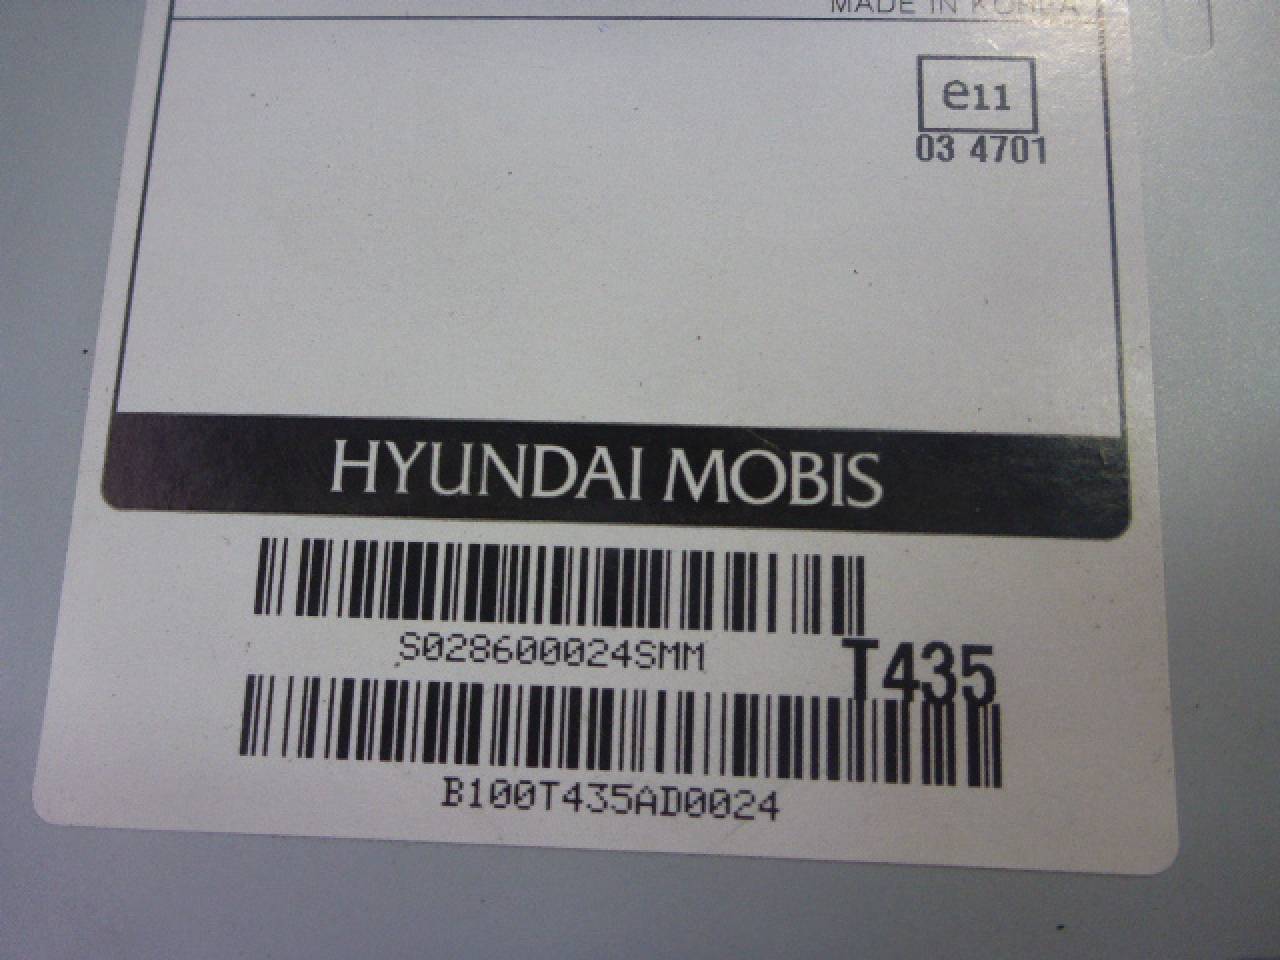 MADE IN KOREA
e11
03 4701
HYUNDAI MOBIS
S028600024SMM
T435
B100T435AD0024